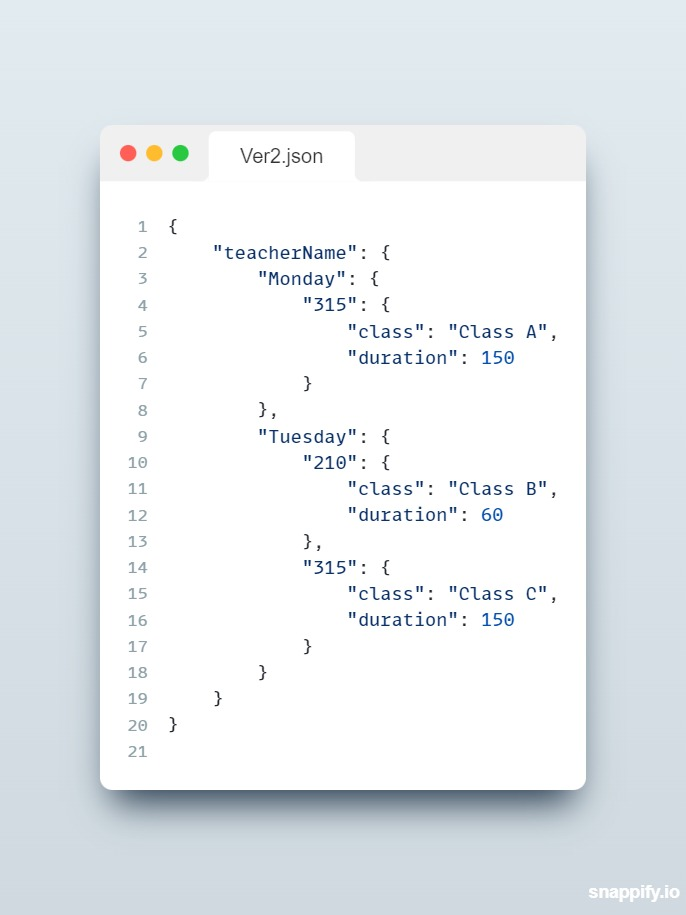 Ver2.json
1 {
2     "teacherName": {
3         "Monday": {
4             "315": {
5                 "class": "Class A",
6                 "duration": 150
7             }
8         },
9         "Tuesday": {
10             "210": {
11                 "class": "Class B",
12                 "duration": 60
13             },
14             "315": {
15                 "class": "Class C",
16                 "duration": 150
17             }
18         }
19     }
20 }
21
snappify.io